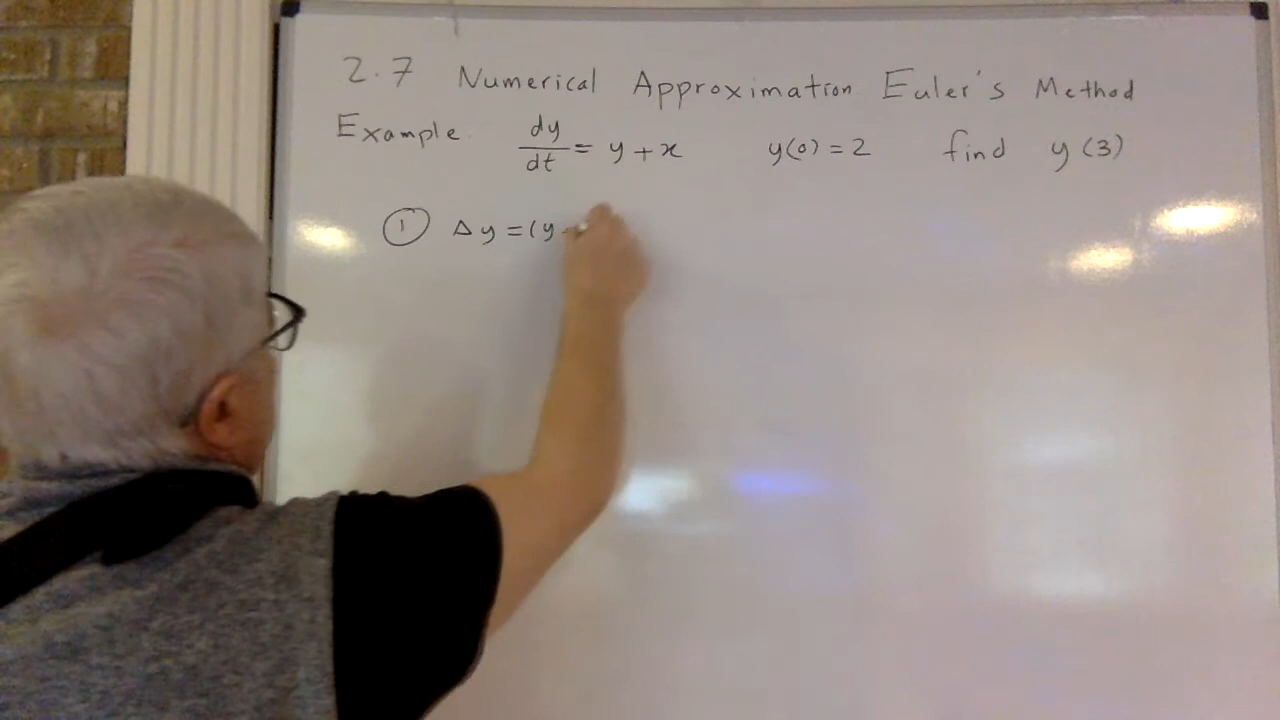 2.7 Numerical Approximation Euler's Method
Example dy/dt = y + x y(0) = 2 find y(3)
① Δy = (y